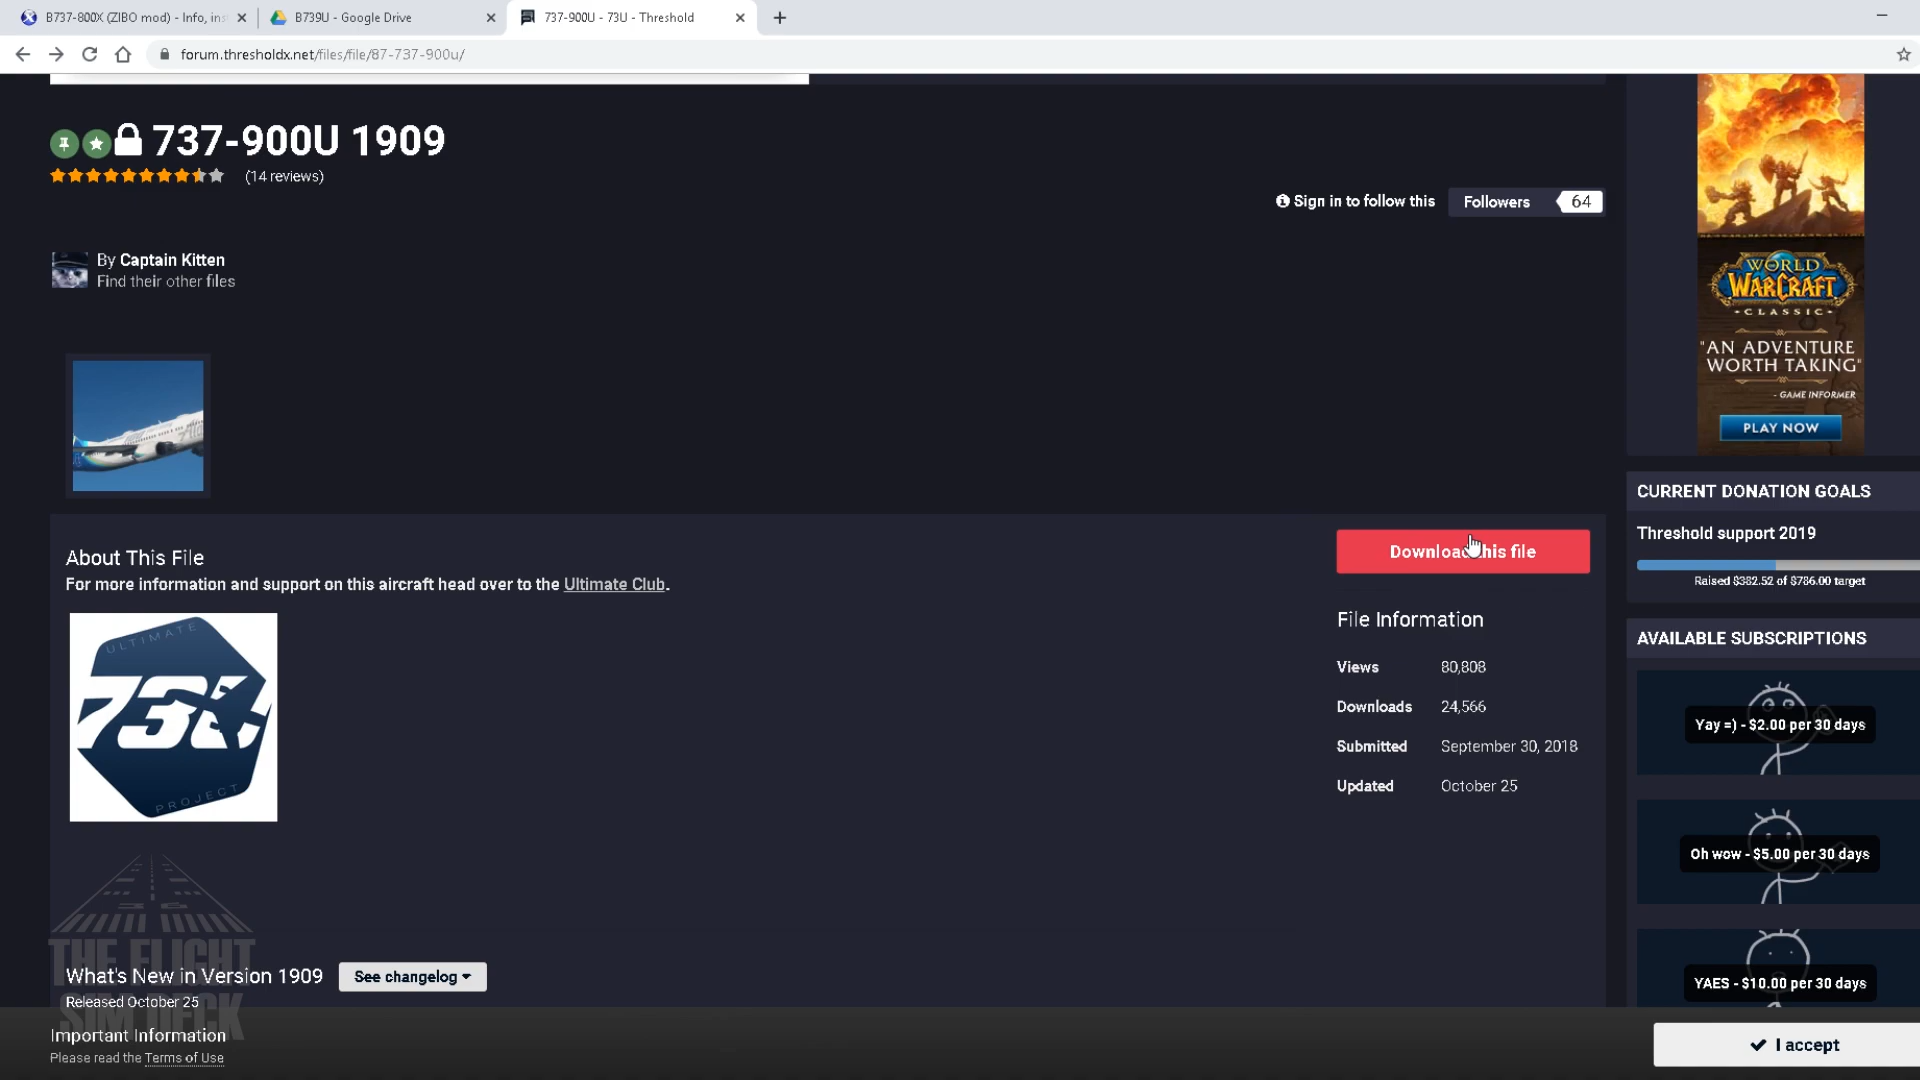 B737-800X (ZIBO mod) - Info, ins
B739U - Google Drive
737-900U - 73U - Threshold
forum.thresholdx.net/files/file/87-737-900u/
737-900U 1909
(14 reviews)
Sign in to follow this
Followers
64
By Captain Kitten
Find their other files
WORLD
WARCRAFT
CLASSIC
"AN ADVENTURE
WORTH TAKING"
- GAME INFORMER
PLAY NOW
About This File
For more information and support on this aircraft head over to the Ultimate Club.
Download this file
ULTIMATE
PROJECT
File Information
Views 80,808
Downloads 24,566
Submitted September 30, 2018
Updated October 25
CURRENT DONATION GOALS
Threshold support 2019
Raised $382.52 of $786.00 target
AVAILABLE SUBSCRIPTIONS
Yay =) - $2.00 per 30 days
Oh wow - $5.00 per 30 days
YAES - $10.00 per 30 days
THE FLIGHT
SIM DECK
What's New in Version 1909
See changelog
Released October 25
Important Information
Please read the Terms of Use
I accept